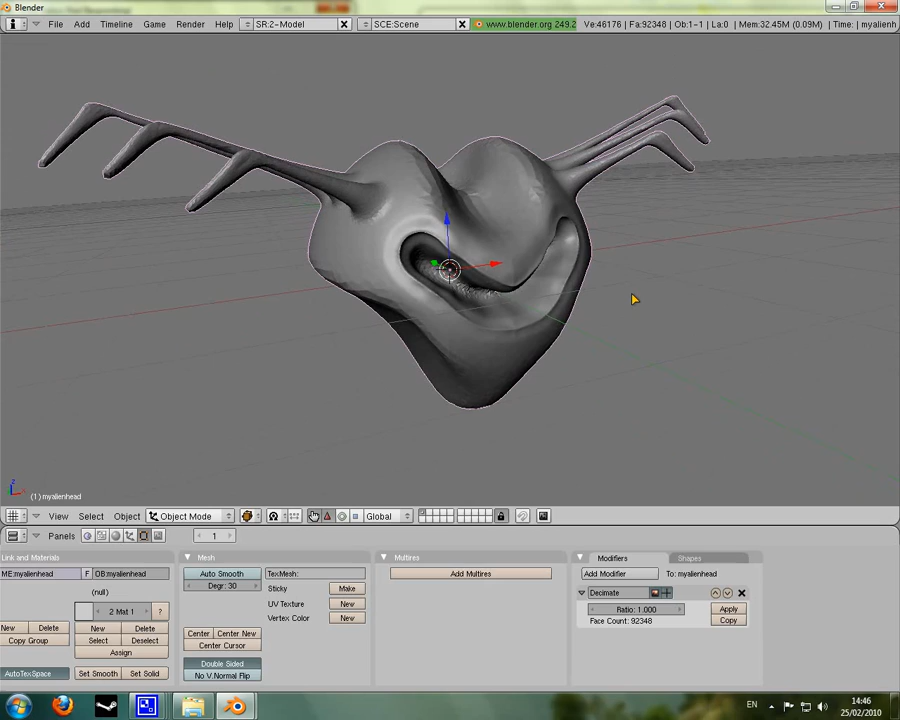 Blender
File Add Timeline Game Render Help SR:2-Model SCE:Scene www.blender.org 249.2 Ve:46176 | Fa:92348 | Ob:1-1 | La:0 | Mem:32.45M (0.09M) | Time: | myalienh
(1) myalienhead
View Select Object Object Mode Global
Panels 1
Link and Materials Mesh Multires Modifiers Shapes
ME:myalienhead F OB:myalienhead Auto Smooth TexMesh: Add Multires Add Modifier To: myalienhead
Degr: 30
(null) Sticky Make Decimate
2 Mat 1 ? UV Texture New Ratio: 1.000 Apply
Vertex Color New Face Count: 92348 Copy
New Delete New Delete Center Center New
Copy Group Select Deselect Center Cursor
Assign
Double Sided
AutoTexSpace Set Smooth Set Solid No V.Normal Flip
EN 14:46
25/02/2010